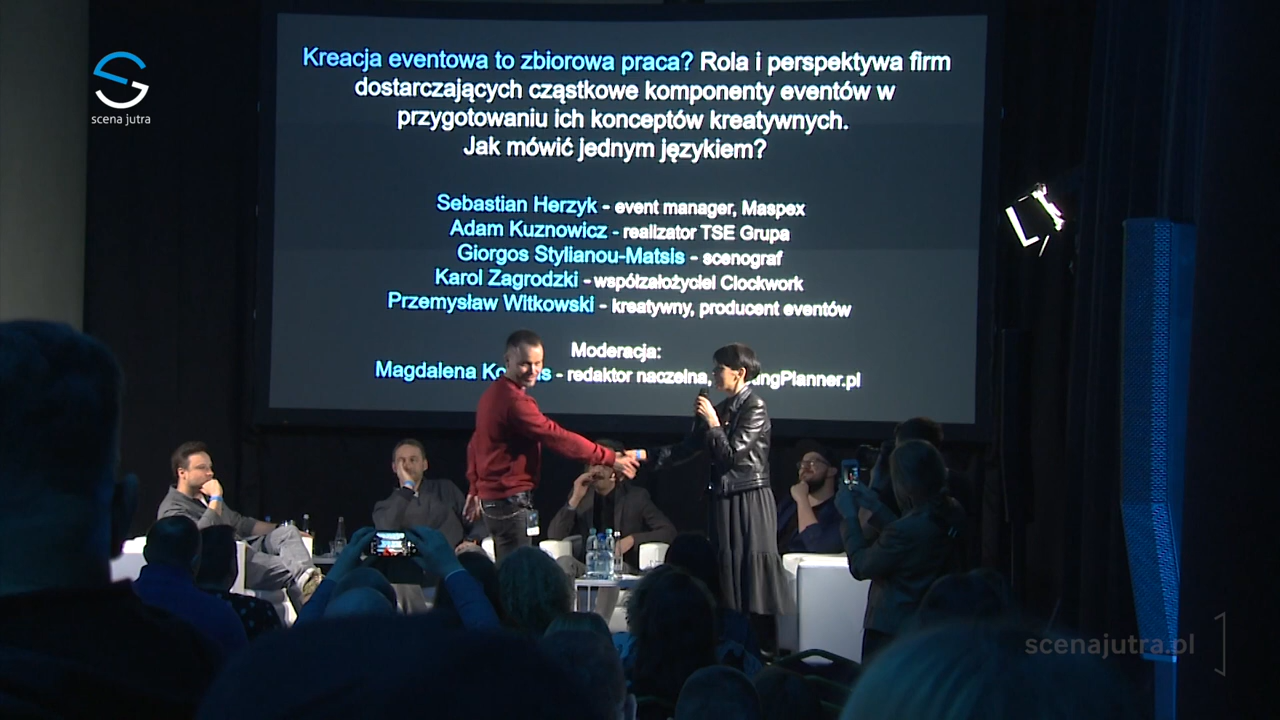 scena jutra
Kreacja eventowa to zbiorowa praca? Rola i perspektywa firm
dostarczających cząstkowe komponenty eventów w
przygotowaniu ich konceptów kreatywnych.
Jak mówić jednym językiem?
Sebastian Herzyk - event manager, Maspex
Adam Kuznowicz - realizator TSE Grupa
Giorgos Stylianou-Matsis - scenograf
Karol Zagrodzki - współzałożyciel Clockwork
Przemysław Witkowski - kreatywny, producent eventów
Moderacja:
Magdalena - redaktor naczelna,
scenajutra.pl